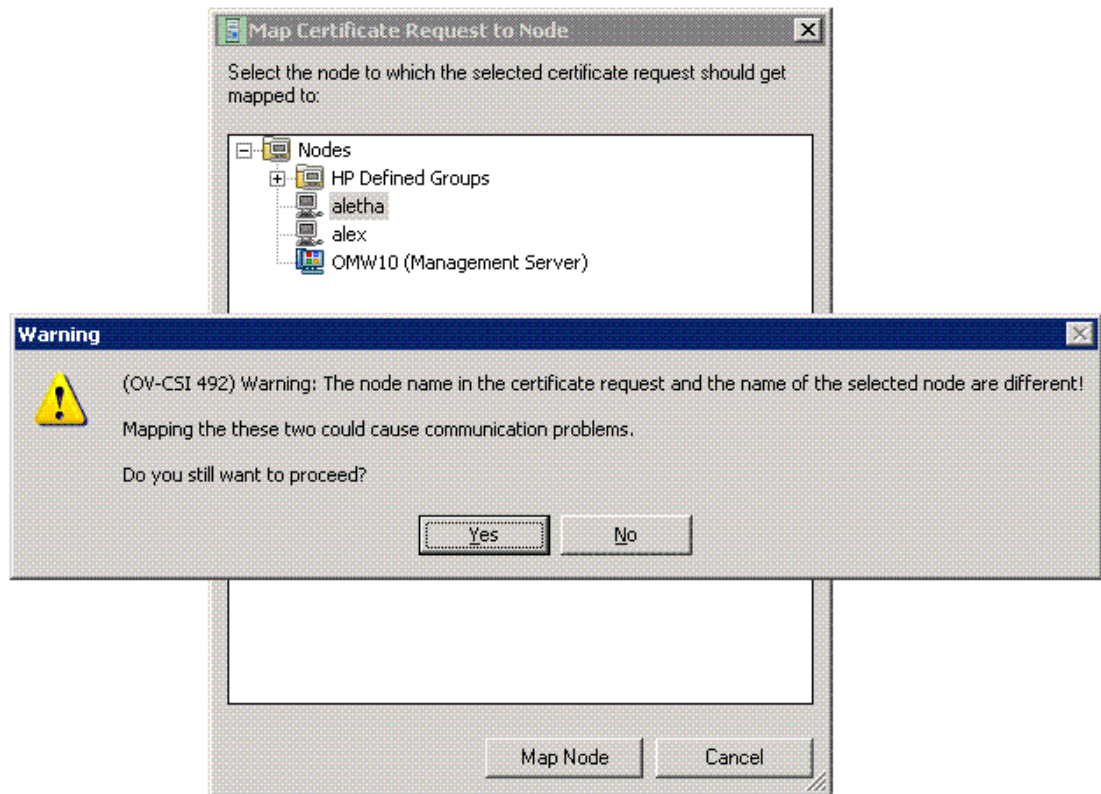 Map Certificate Request to Node
Select the node to which the selected certificate request should get
mapped to:
Nodes
HP Defined Groups
aletha
alex
OMW10 (Management Server)
Warning
(OV-CSI 492) Warning: The node name in the certificate request and the name of the selected node are different!
Mapping the these two could cause communication problems.
Do you still want to proceed?
Yes No
Map Node Cancel